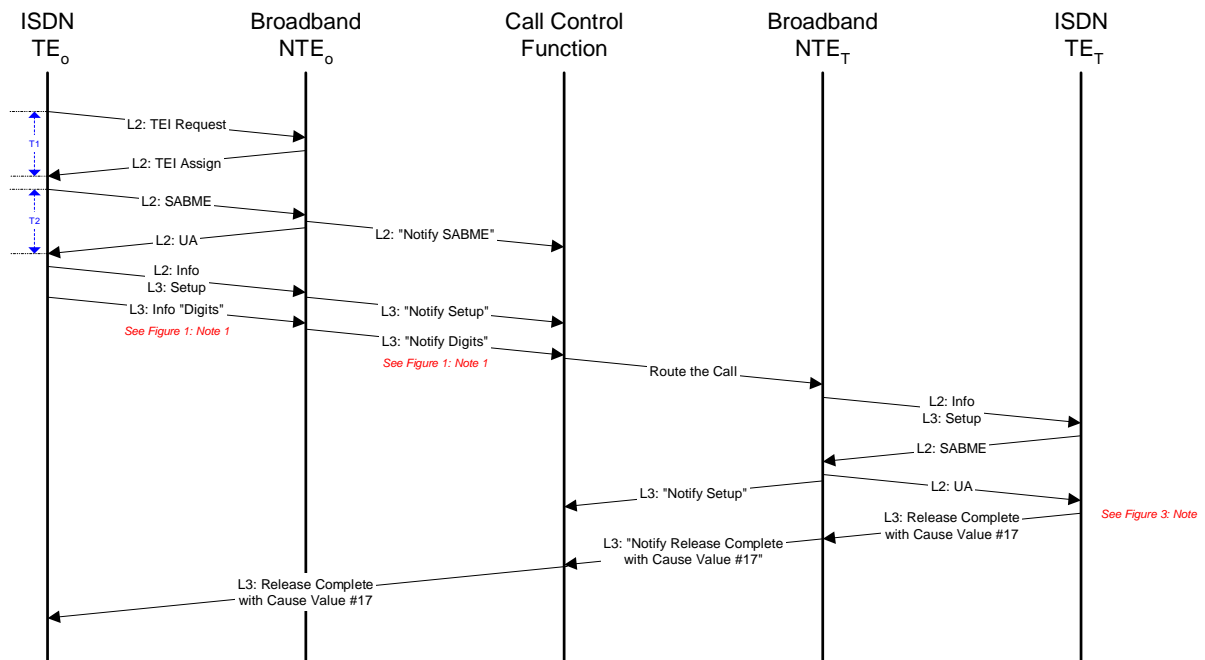 ISDN
TEo
Broadband
NTEo
Call Control
Function
Broadband
NTET
ISDN
TET
L2: TEI Request
T1
L2: TEI Assign
L2: SABME
T2
L2: UA
L2: "Notify SABME"
L2: Info
L3: Setup
L3: Info "Digits"
L3: "Notify Setup"
See Figure 1: Note 1
L3: "Notify Digits"
See Figure 1: Note 1
Route the Call
L2: Info
L3: Setup
L2: SABME
L2: UA
L3: "Notify Setup"
L3: Release Complete
with Cause Value #17
See Figure 3: Note
L3: "Notify Release Complete
with Cause Value #17"
L3: Release Complete
with Cause Value #17